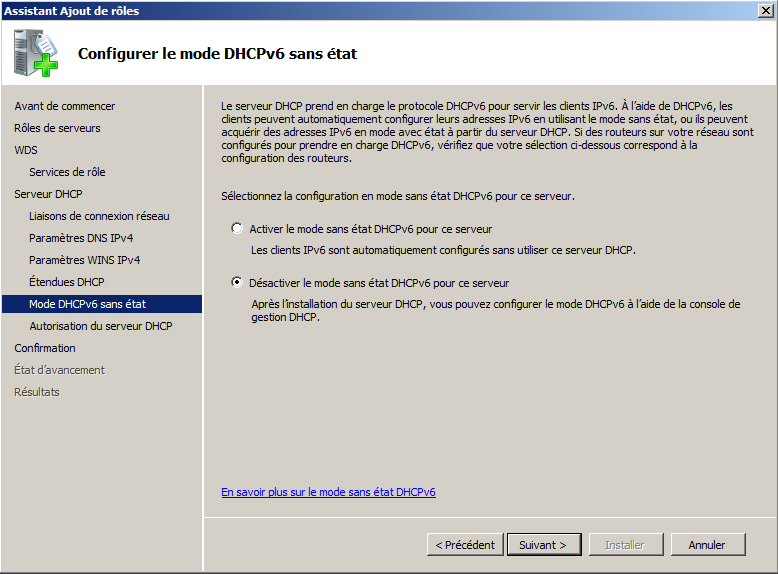 Assistant Ajout de rôles
Configurer le mode DHCPv6 sans état
Avant de commencer
Rôles de serveurs
WDS
Services de rôle
Serveur DHCP
Liaisons de connexion réseau
Paramètres DNS IPv4
Paramètres WINS IPv4
Étendues DHCP
Mode DHCPv6 sans état
Autorisation du serveur DHCP
Confirmation
État d'avancement
Résultats
Le serveur DHCP prend en charge le protocole DHCPv6 pour servir les clients IPv6. À l'aide de DHCPv6, les
clients peuvent automatiquement configurer leurs adresses IPv6 en utilisant le mode sans état, ou ils peuvent
acquérir des adresses IPv6 en mode avec état à partir du serveur DHCP. Si des routeurs sur votre réseau sont
configurés pour prendre en charge DHCPv6, vérifiez que votre sélection ci-dessous correspond à la
configuration des routeurs.
Sélectionnez la configuration en mode sans état DHCPv6 pour ce serveur.
Activer le mode sans état DHCPv6 pour ce serveur
Les clients IPv6 sont automatiquement configurés sans utiliser ce serveur DHCP.
Désactiver le mode sans état DHCPv6 pour ce serveur
Après l'installation du serveur DHCP, vous pouvez configurer le mode DHCPv6 à l'aide de la console de
gestion DHCP.
En savoir plus sur le mode sans état DHCPv6
< Précédent
Suivant >
Installer
Annuler